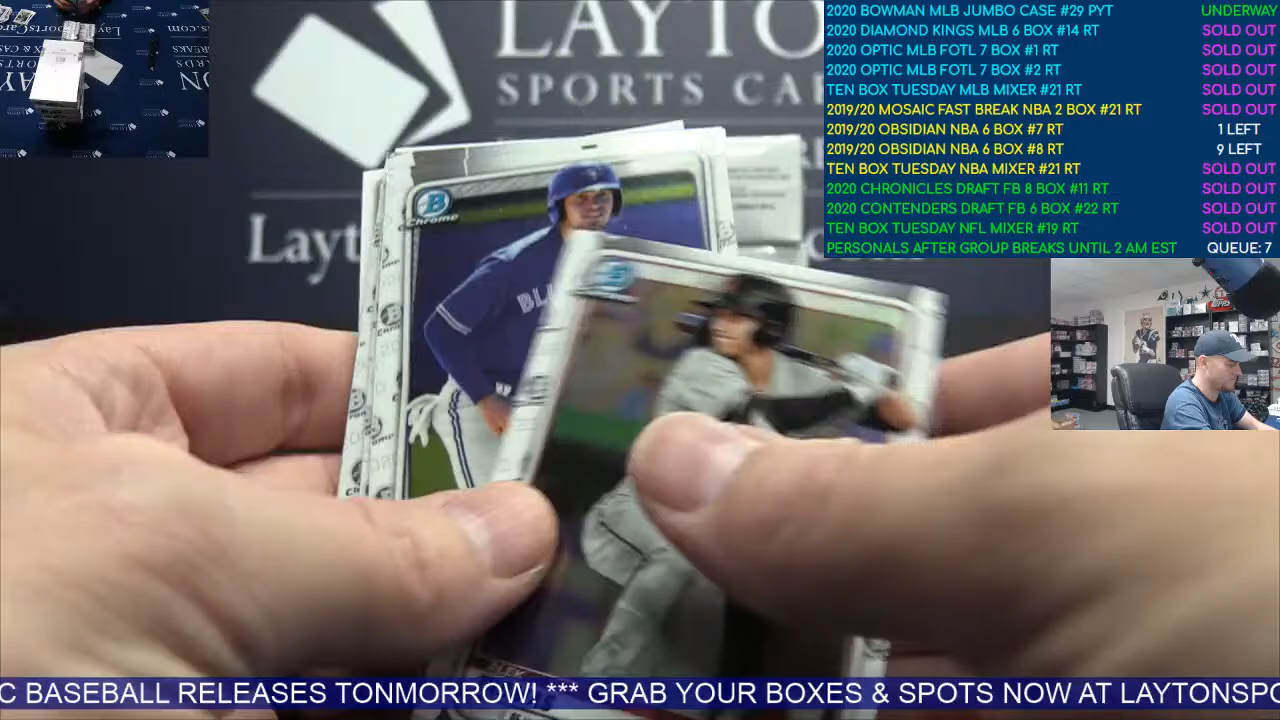 LAYTO
SPORTS CA
Layt
2020 BOWMAN MLB JUMBO CASE #29 PYT UNDERWAY
2020 DIAMOND KINGS MLB 6 BOX #14 RT SOLD OUT
2020 OPTIC MLB FOTL 7 BOX #1 RT SOLD OUT
2020 OPTIC MLB FOTL 7 BOX #2 RT SOLD OUT
TEN BOX TUESDAY MLB MIXER #21 RT SOLD OUT
2019/20 MOSAIC FAST BREAK NBA 2 BOX #21 RT SOLD OUT
2019/20 OBSIDIAN NBA 6 BOX #7 RT 1 LEFT
2019/20 OBSIDIAN NBA 6 BOX #8 RT 9 LEFT
TEN BOX TUESDAY NBA MIXER #21 RT SOLD OUT
2020 CHRONICLES DRAFT FB 8 BOX #11 RT SOLD OUT
2020 CONTENDERS DRAFT FB 6 BOX #22 RT SOLD OUT
TEN BOX TUESDAY NFL MIXER #19 RT SOLD OUT
PERSONALS AFTER GROUP BREAKS UNTIL 2 AM EST QUEUE: 7
B
Chrome
BL
C BASEBALL RELEASES TONMORROW! *** GRAB YOUR BOXES & SPOTS NOW AT LAYTONSPO